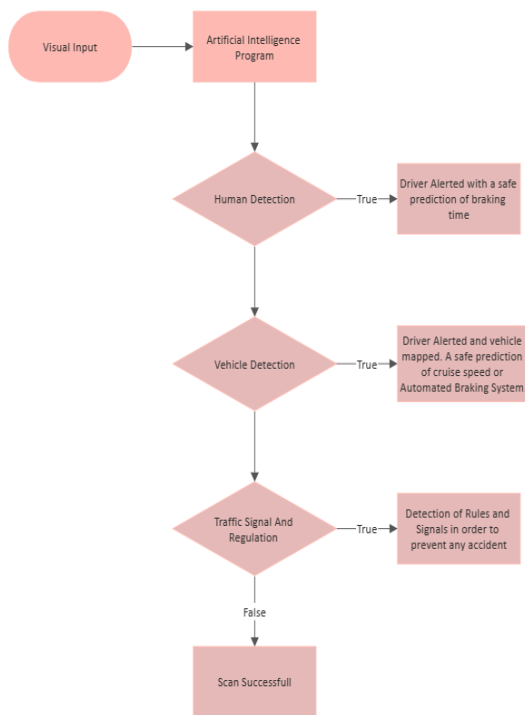 Visual Input
Artificial Intelligence
Program
Human Detection
True
Driver Alerted with a safe
prediction of braking
time
Vehicle Detection
True
Driver Alerted and vehicle
mapped. A safe prediction
of cruise speed or
Automated Braking System
Traffic Signal And
Regulation
True
Detection of Rules and
Signals in order to
prevent any accident
False
Scan Successfull